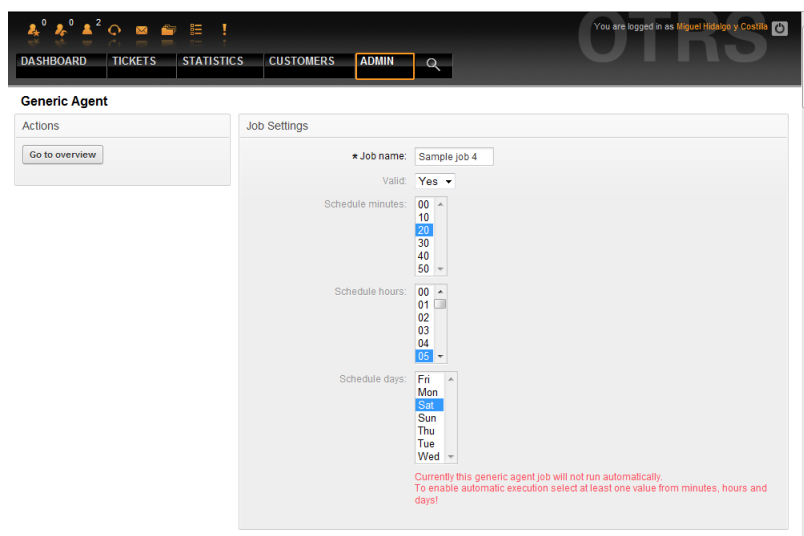 0 0 2
You are logged in as Miguel Hidalgo y Costilla
OTRS
DASHBOARD TICKETS STATISTICS CUSTOMERS ADMIN
Generic Agent
Actions
Go to overview
Job Settings
★ Job name: Sample job 4
Valid: Yes
Schedule minutes: 00
10
20
30
40
50
Schedule hours: 00
01
02
03
04
05
Schedule days: Fri
Mon
Sat
Sun
Thu
Tue
Wed
Currently this generic agent job will not run automatically.
To enable automatic execution select at least one value from minutes, hours and
days!